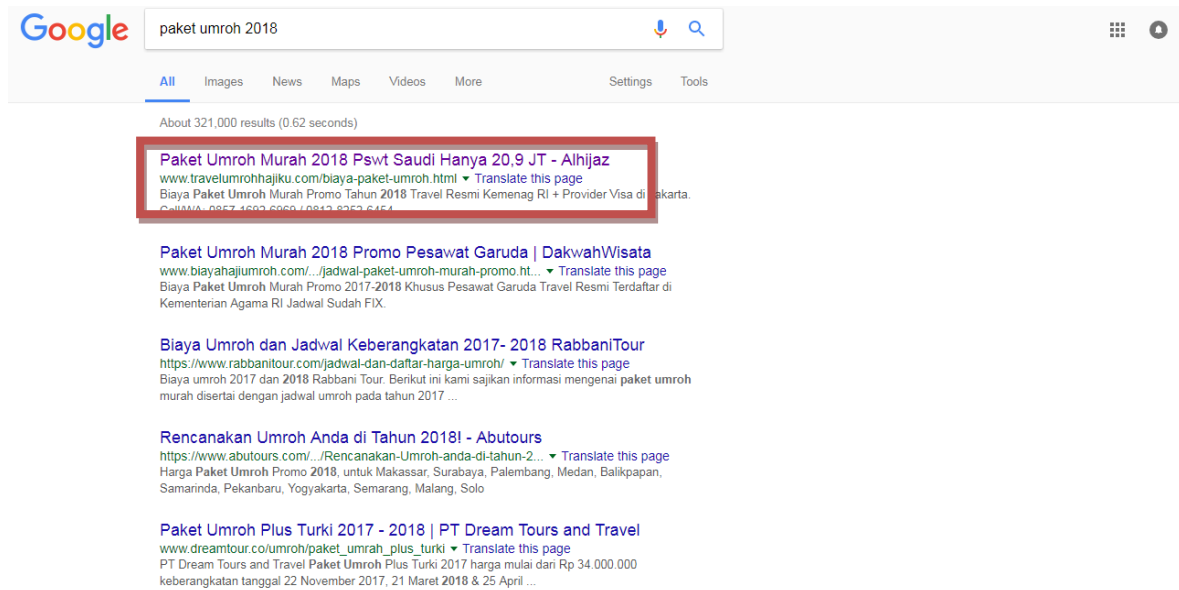 Google
paket umroh 2018
All Images News Maps Videos More Settings Tools
About 321,000 results (0.62 seconds)
Paket Umroh Murah 2018 Pswt Saudi Hanya 20,9 JT - Alhijaz
www.travelumrohhajiku.com/biaya-paket-umroh.html ▼ Translate this page
Biaya Paket Umroh Murah Promo Tahun 2018 Travel Resmi Kemenag RI + Provider Visa di akarta.
Call/WA: 0857-1692-6969 / 0812-8252-6454
Paket Umroh Murah 2018 Promo Pesawat Garuda | DakwahWisata
www.biayahajiumroh.com/.../jadwal-paket-umroh-murah-promo.ht... ▼ Translate this page
Biaya Paket Umroh Murah Promo 2017-2018 Khusus Pesawat Garuda Travel Resmi Terdaftar di
Kementerian Agama RI Jadwal Sudah FIX.
Biaya Umroh dan Jadwal Keberangkatan 2017- 2018 RabbaniTour
https://www.rabbanitour.com/jadwal-dan-daftar-harga-umroh/ ▼ Translate this page
Biaya umroh 2017 dan 2018 Rabbani Tour. Berikut ini kami sajikan informasi mengenai paket umroh
murah disertai dengan jadwal umroh pada tahun 2017 ...
Rencanakan Umroh Anda di Tahun 2018! - Abutours
https://www.abutours.com/.../Rencanakan-Umroh-anda-di-tahun-2... ▼ Translate this page
Harga Paket Umroh Promo 2018, untuk Makassar, Surabaya, Palembang, Medan, Balikpapan,
Samarinda, Pekanbaru, Yogyakarta, Semarang, Malang, Solo
Paket Umroh Plus Turki 2017 - 2018 | PT Dream Tours and Travel
www.dreamtour.co/umroh/paket_umrah_plus_turki ▼ Translate this page
PT Dream Tours and Travel Paket Umroh Plus Turki 2017 harga mulai dari Rp 34.000.000
keberangkatan tanggal 22 November 2017, 21 Maret 2018 & 25 April ...